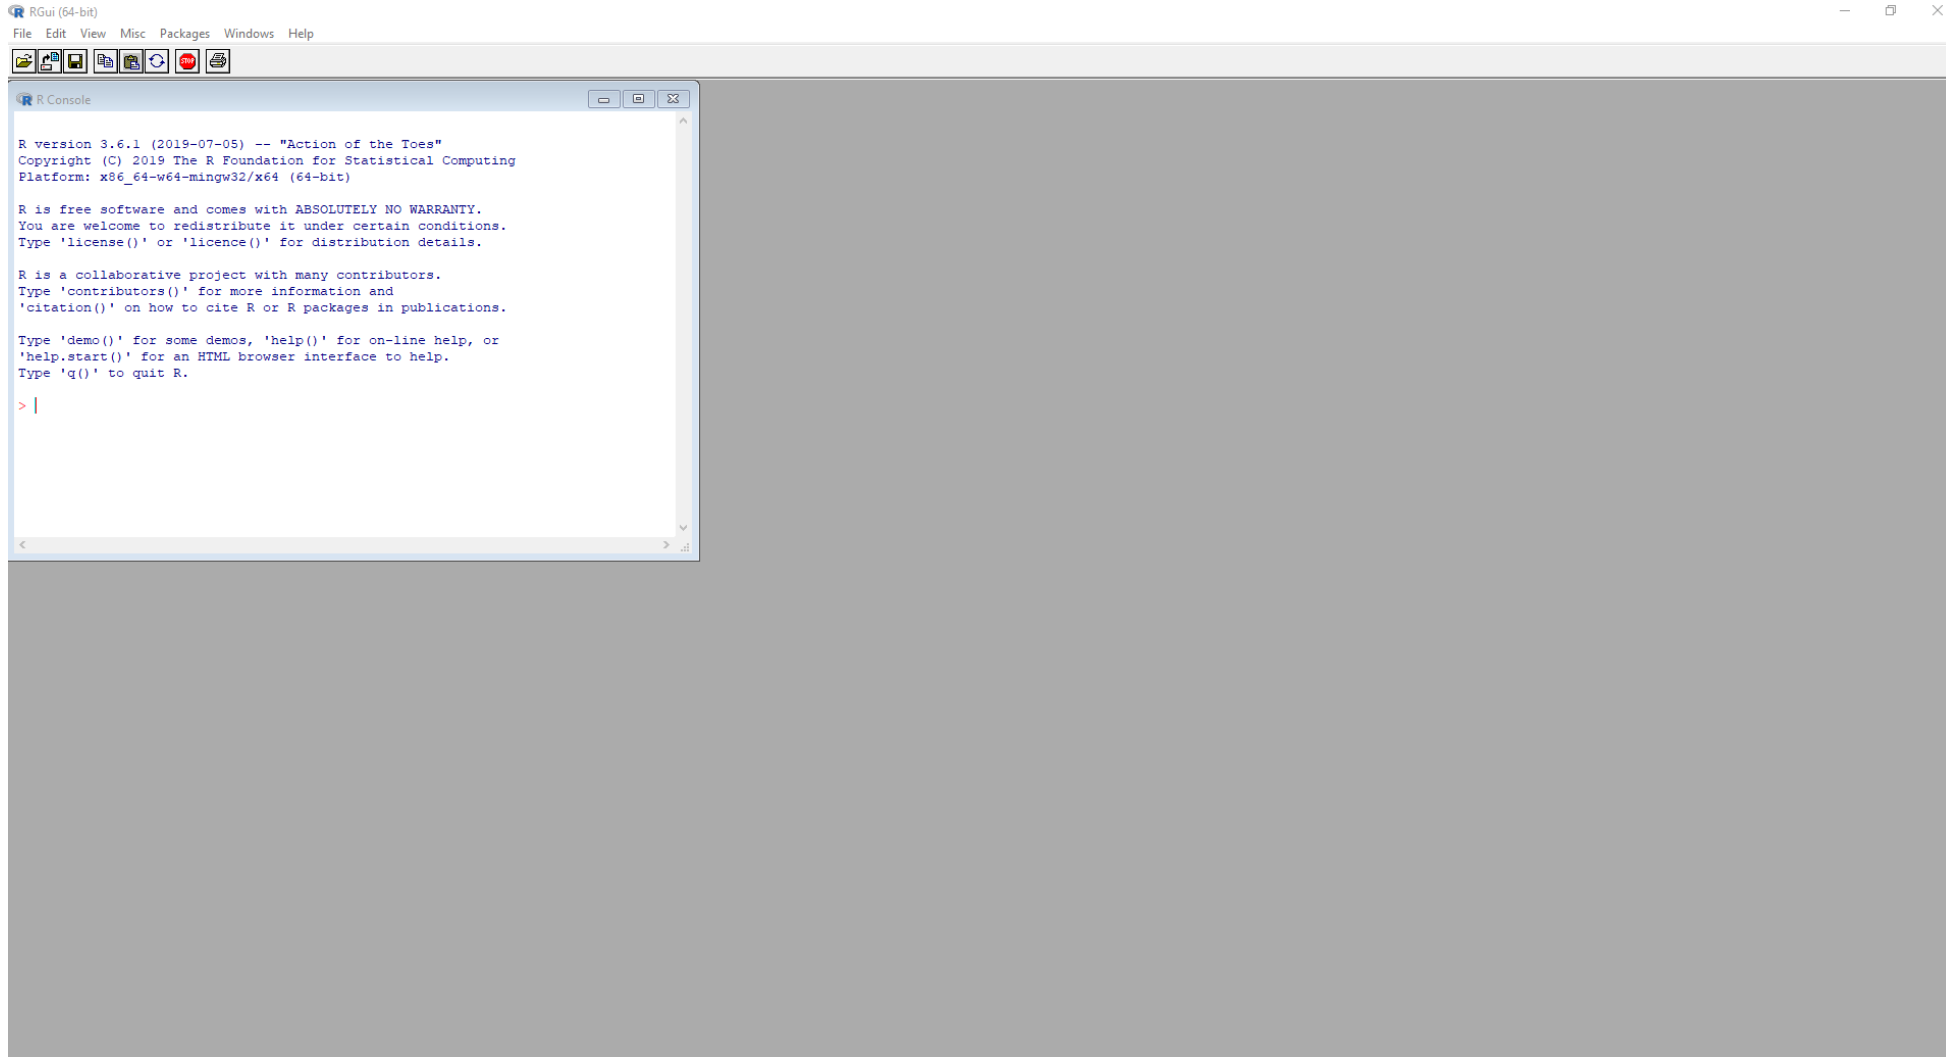 RGui (64-bit)
File Edit View Misc Packages Windows Help
STOP
R Console
R version 3.6.1 (2019-07-05) -- "Action of the Toes"
Copyright (C) 2019 The R Foundation for Statistical Computing
Platform: x86_64-w64-mingw32/x64 (64-bit)
R is free software and comes with ABSOLUTELY NO WARRANTY.
You are welcome to redistribute it under certain conditions.
Type 'license()' or 'licence()' for distribution details.
R is a collaborative project with many contributors.
Type 'contributors()' for more information and
'citation()' on how to cite R or R packages in publications.
Type 'demo()' for some demos, 'help()' for on-line help, or
'help.start()' for an HTML browser interface to help.
Type 'q()' to quit R.
>